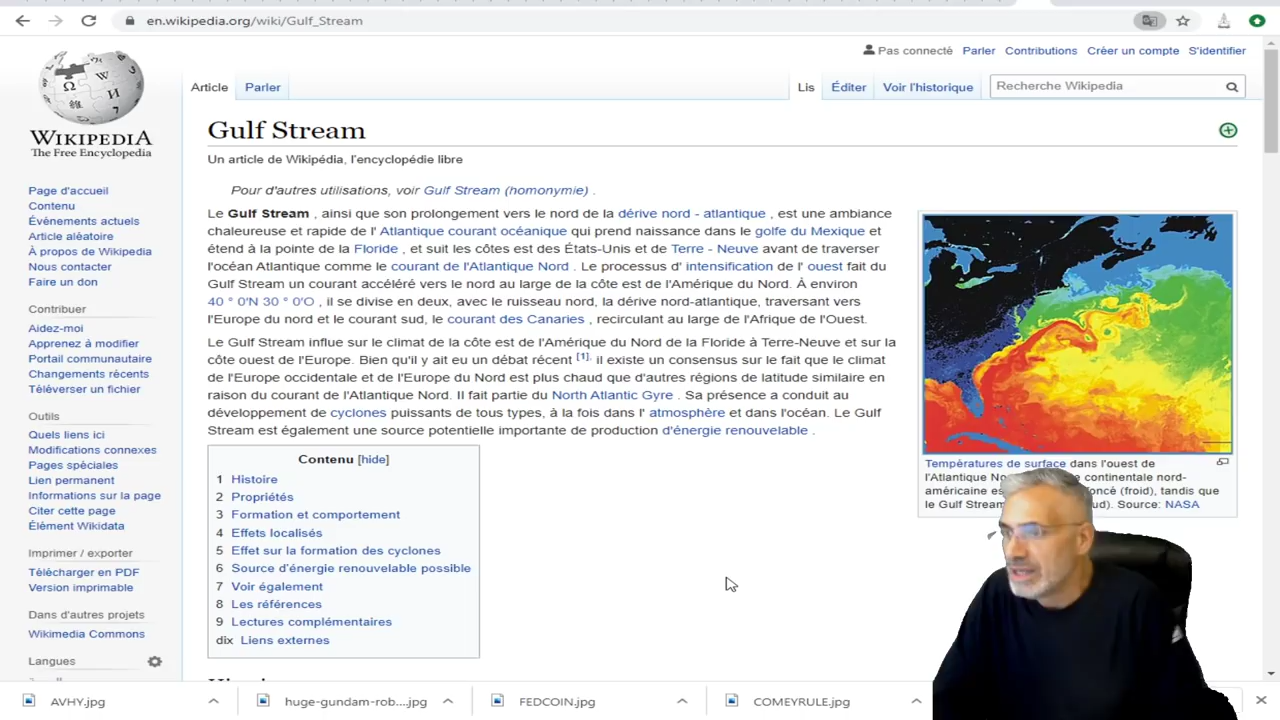 en.wikipedia.org/wiki/Gulf_Stream
Pas connecté Parler Contributions Créer un compte S'identifier
Article Parler Lis Éditer Voir l'historique Recherche Wikipedia
WIKIPEDIA
The Free Encyclopedia
Page d'accueil
Contenu
Événements actuels
Article aléatoire
À propos de Wikipedia
Nous contacter
Faire un don
Contribuer
Aidez-moi
Apprenez à modifier
Portail communautaire
Changements récents
Téléverser un fichier
Outils
Quels liens ici
Modifications connexes
Pages spéciales
Lien permanent
Informations sur la page
Citer cette page
Élément Wikidata
Imprimer / exporter
Télécharger en PDF
Version imprimable
Dans d'autres projets
Wikimedia Commons
Langues
Gulf Stream
Un article de Wikipédia, l'encyclopédie libre
Pour d'autres utilisations, voir Gulf Stream (homonymie) .
Le Gulf Stream , ainsi que son prolongement vers le nord de la dérive nord - atlantique , est une ambiance
chaleureuse et rapide de l' Atlantique courant océanique qui prend naissance dans le golfe du Mexique et
étend à la pointe de la Floride , et suit les côtes est des États-Unis et de Terre - Neuve avant de traverser
l'océan Atlantique comme le courant de l'Atlantique Nord . Le processus d' intensification de l' ouest fait du
Gulf Stream un courant accéléré vers le nord au large de la côte est de l'Amérique du Nord. À environ
40 ° 0'N 30 ° 0'O , il se divise en deux, avec le ruisseau nord, la dérive nord-atlantique, traversant vers
l'Europe du nord et le courant sud, le courant des Canaries , recirculant au large de l'Afrique de l'Ouest.
Le Gulf Stream influe sur le climat de la côte est de l'Amérique du Nord de la Floride à Terre-Neuve et sur la
côte ouest de l'Europe. Bien qu'il y ait eu un débat récent [1], il existe un consensus sur le fait que le climat
de l'Europe occidentale et de l'Europe du Nord est plus chaud que d'autres régions de latitude similaire en
raison du courant de l'Atlantique Nord. Il fait partie du North Atlantic Gyre . Sa présence a conduit au
développement de cyclones puissants de tous types, à la fois dans l' atmosphère et dans l'océan. Le Gulf
Stream est également une source potentielle importante de production d'énergie renouvelable .
Contenu [hide]
1 Histoire
2 Propriétés
3 Formation et comportement
4 Effets localisés
5 Effet sur la formation des cyclones
6 Source d'énergie renouvelable possible
7 Voir également
8 Les références
9 Lectures complémentaires
dix Liens externes
Températures de surface dans l'ouest de
l'Atlantique continentale nord-
américaine foncé (froid), tandis que
le Gulf Source: NASA
AVHY.jpg huge-gundam-rob....jpg FEDCOIN.jpg COMEYRULE.jpg